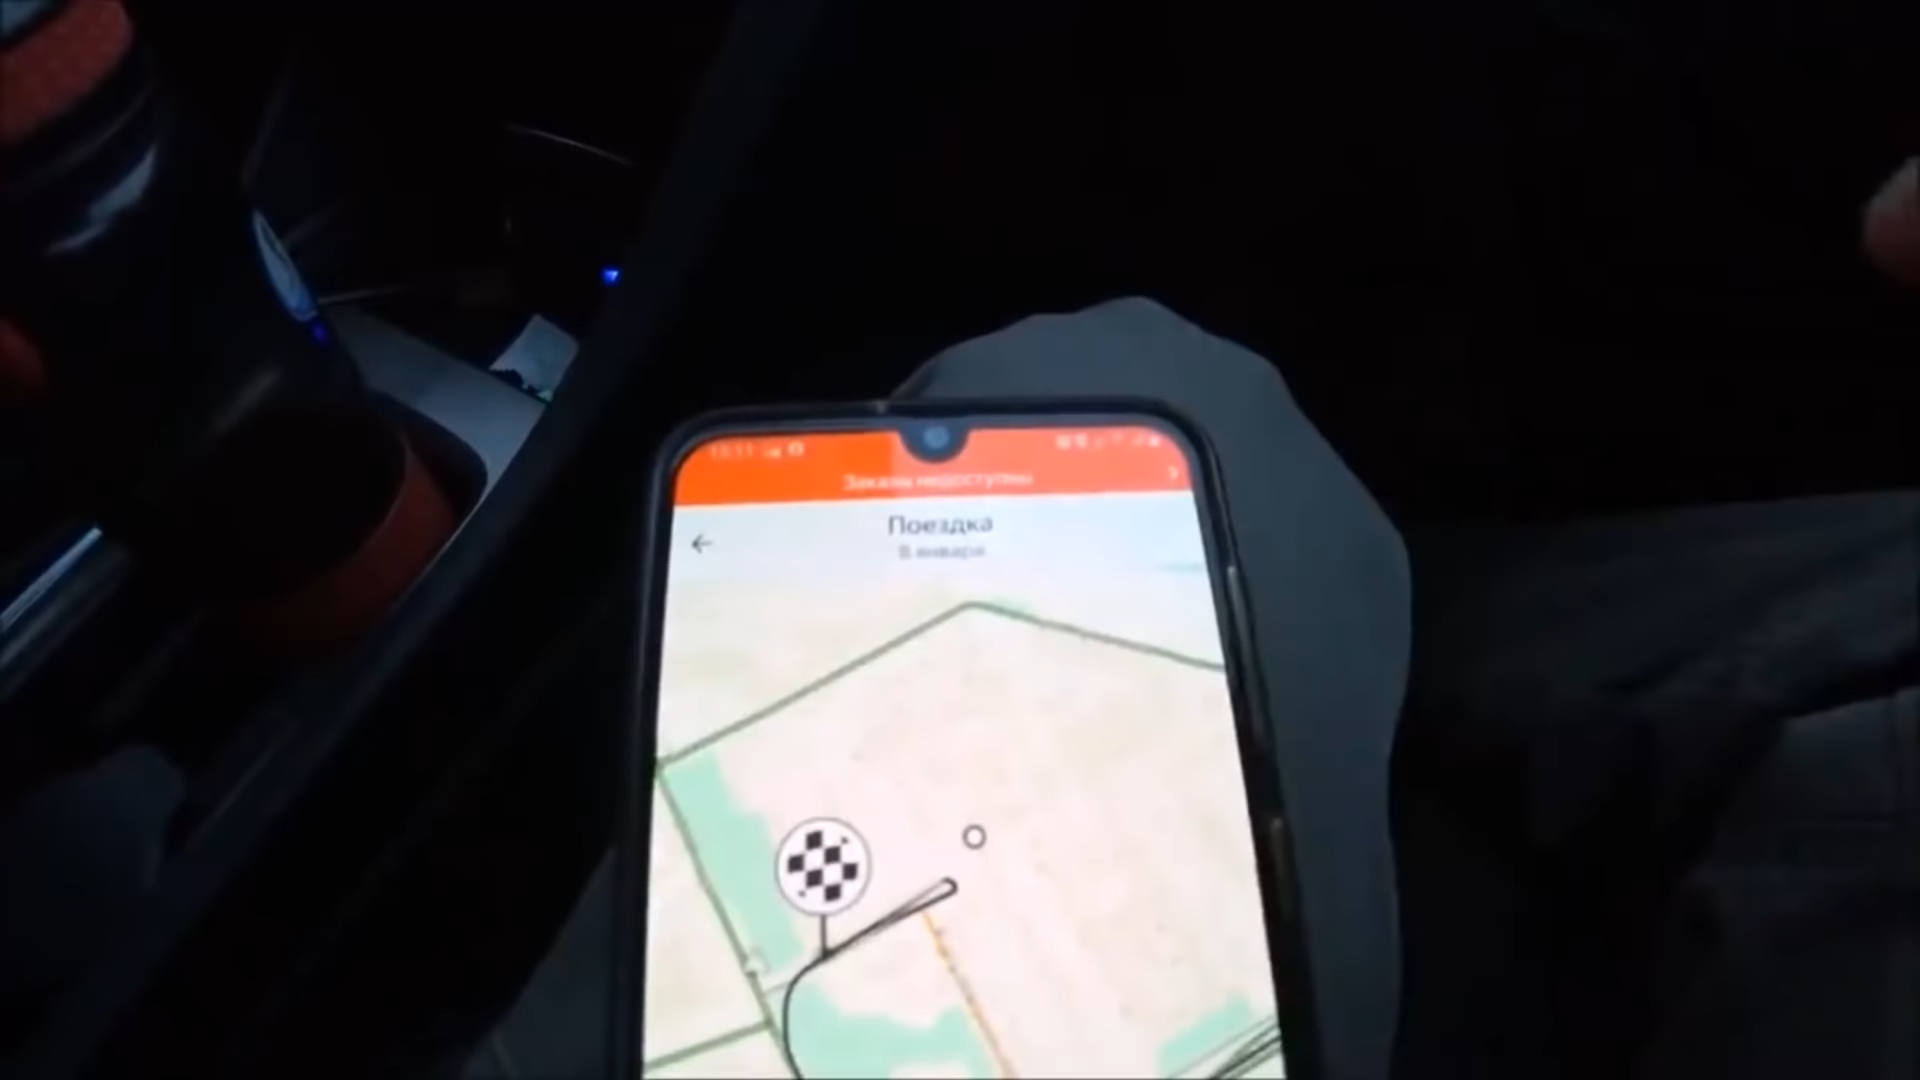 Заказы недоступны
Поездка
8 января